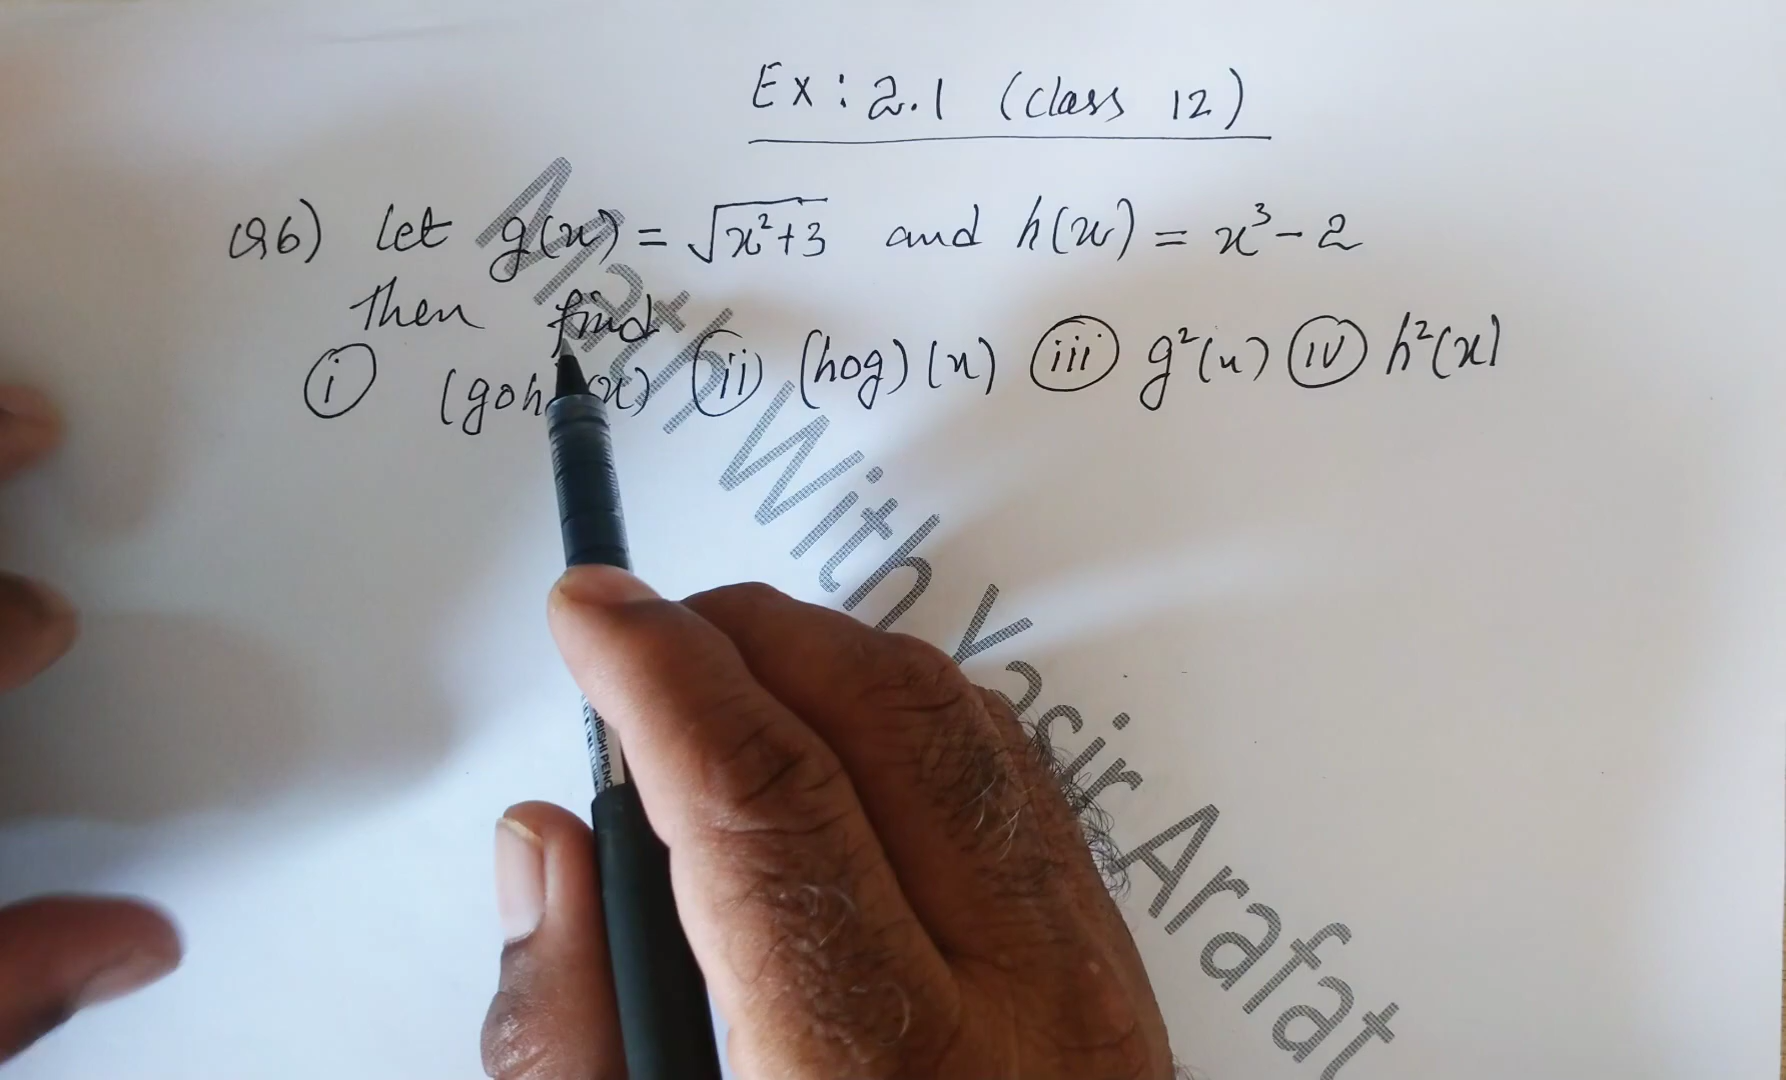 Ex: 2.1 (class 12)
Q6) Let g(x) = √x²+3 and h(x) = x³-2
then find
(i) (goh)(x) (ii) (hog)(x) (iii) g²(x) (iv) h²(x)
Math With Yasir Arafat